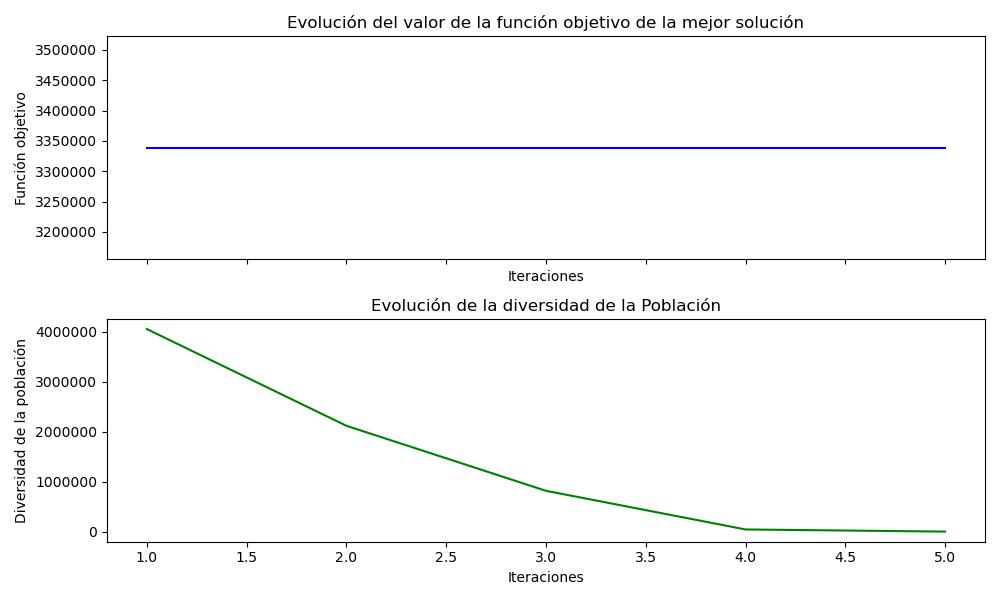 Evolución del valor de la función objetivo de la mejor solución
3500000
3450000
3400000
3350000
3300000
3250000
3200000
Función objetivo
Iteraciones
Evolución de la diversidad de la Población
4000000
3000000
2000000
1000000
0
Diversidad de la población
1.0 1.5 2.0 2.5 3.0 3.5 4.0 4.5 5.0
Iteraciones